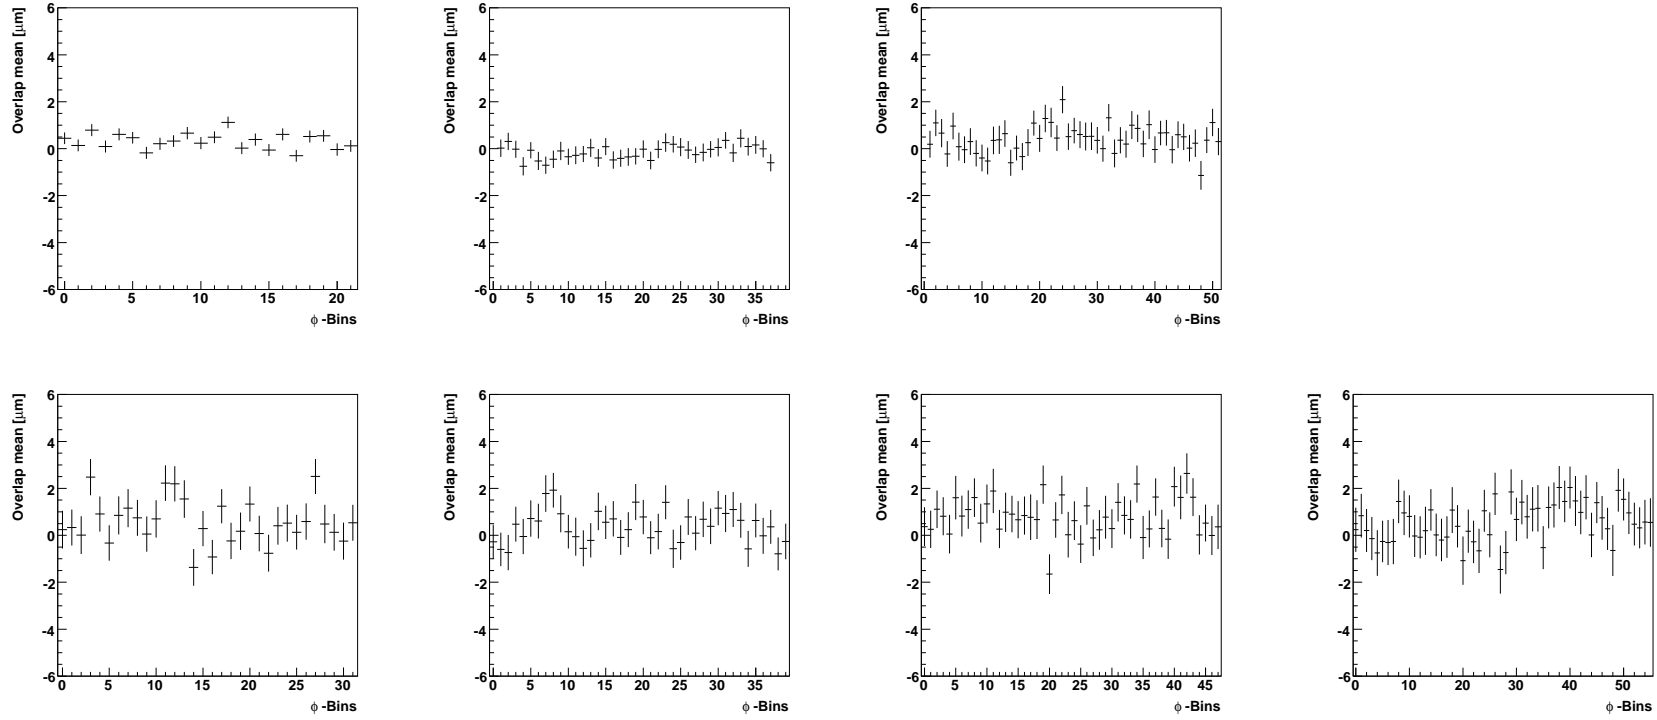 Overlap mean [μm]
6
4
2
0
-2
-4
-6
0 5 10 15 20
ϕ -Bins
Overlap mean [μm]
6
4
2
0
-2
-4
-6
0 5 10 15 20 25 30 35
ϕ -Bins
Overlap mean [μm]
6
4
2
0
-2
-4
-6
0 10 20 30 40 50
ϕ -Bins
Overlap mean [μm]
6
4
2
0
-2
-4
-6
0 5 10 15 20 25 30
ϕ -Bins
Overlap mean [μm]
6
4
2
0
-2
-4
-6
0 5 10 15 20 25 30 35
ϕ -Bins
Overlap mean [μm]
6
4
2
0
-2
-4
-6
0 5 10 15 20 25 30 35 40 45
ϕ -Bins
Overlap mean [μm]
6
4
2
0
-2
-4
-6
0 10 20 30 40 50
ϕ -Bins